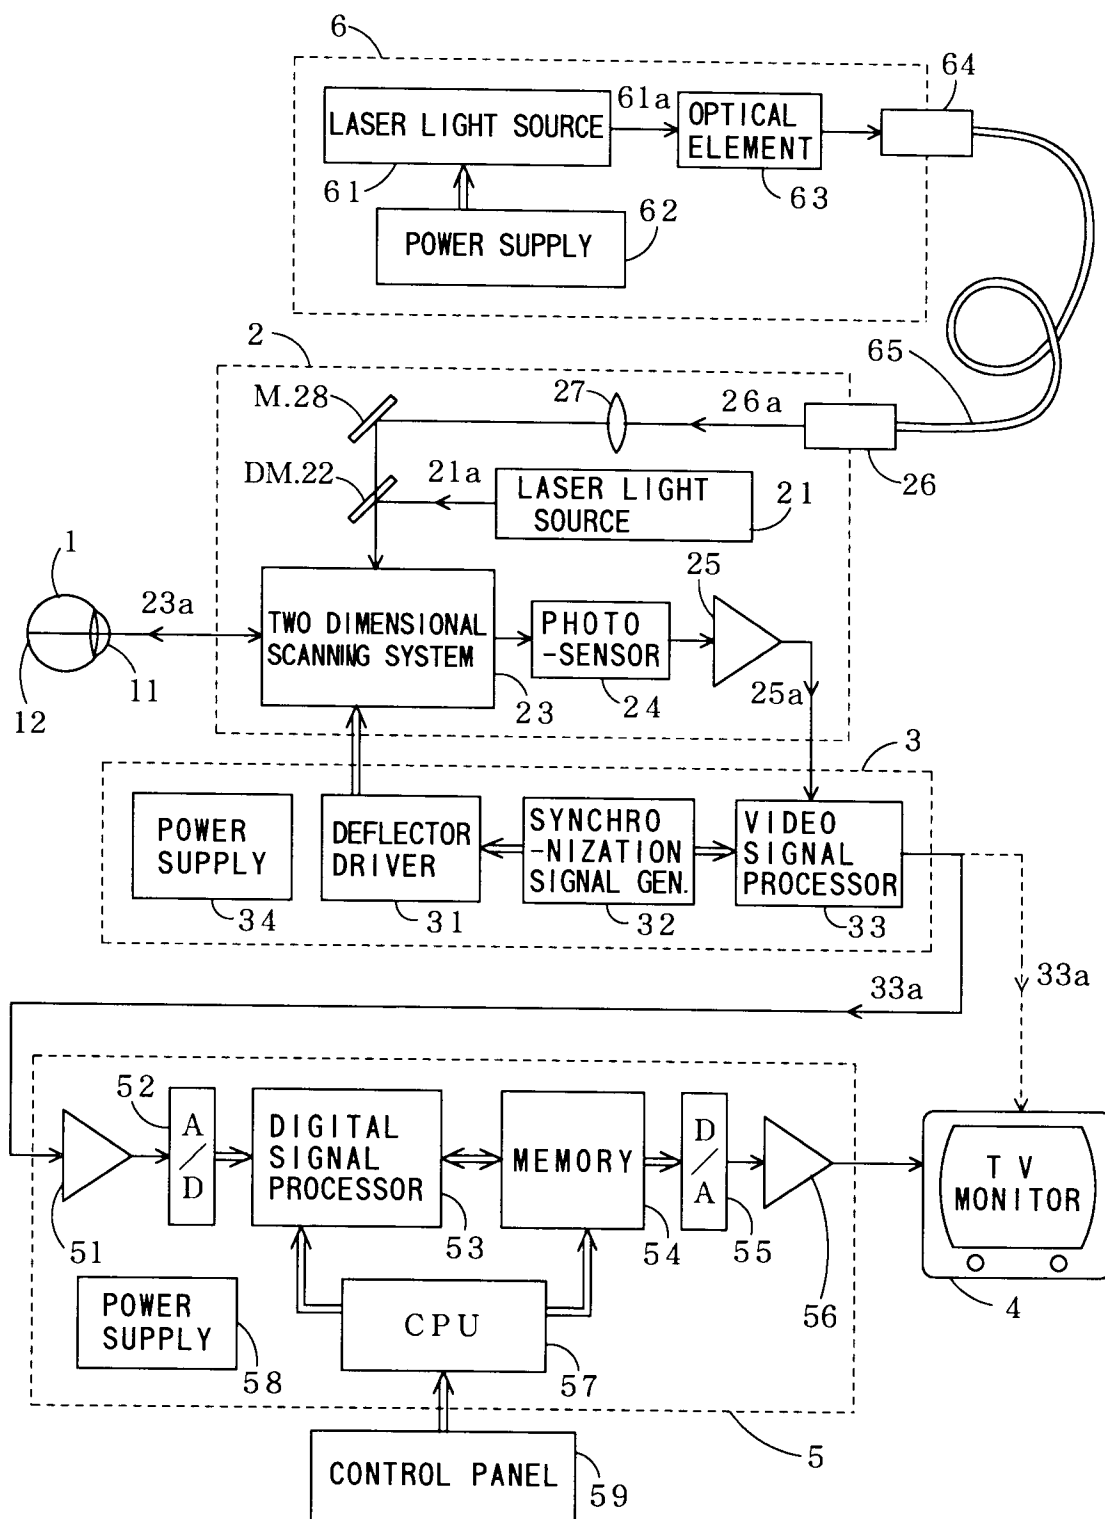 6
64
LASER LIGHT SOURCE
61a
OPTICAL
ELEMENT
61
63
62
POWER SUPPLY
2
65
M.28
27
26a
DM.22
21a
LASER LIGHT
SOURCE
21
26
1
25
23a
TWO DIMENSIONAL
SCANNING SYSTEM
PHOTO
-SENSOR
11
12
23
24
25a
3
POWER
SUPPLY
DEFLECTOR
DRIVER
SYNCHRO
-NIZATION
SIGNAL GEN.
VIDEO
SIGNAL
PROCESSOR
34
31
32
33
33a
33a
52
A
/
D
DIGITAL
SIGNAL
PROCESSOR
MEMORY
D
/
A
TV
MONITOR
51
53
54
55
56
4
POWER
SUPPLY
CPU
58
57
5
CONTROL PANEL
59